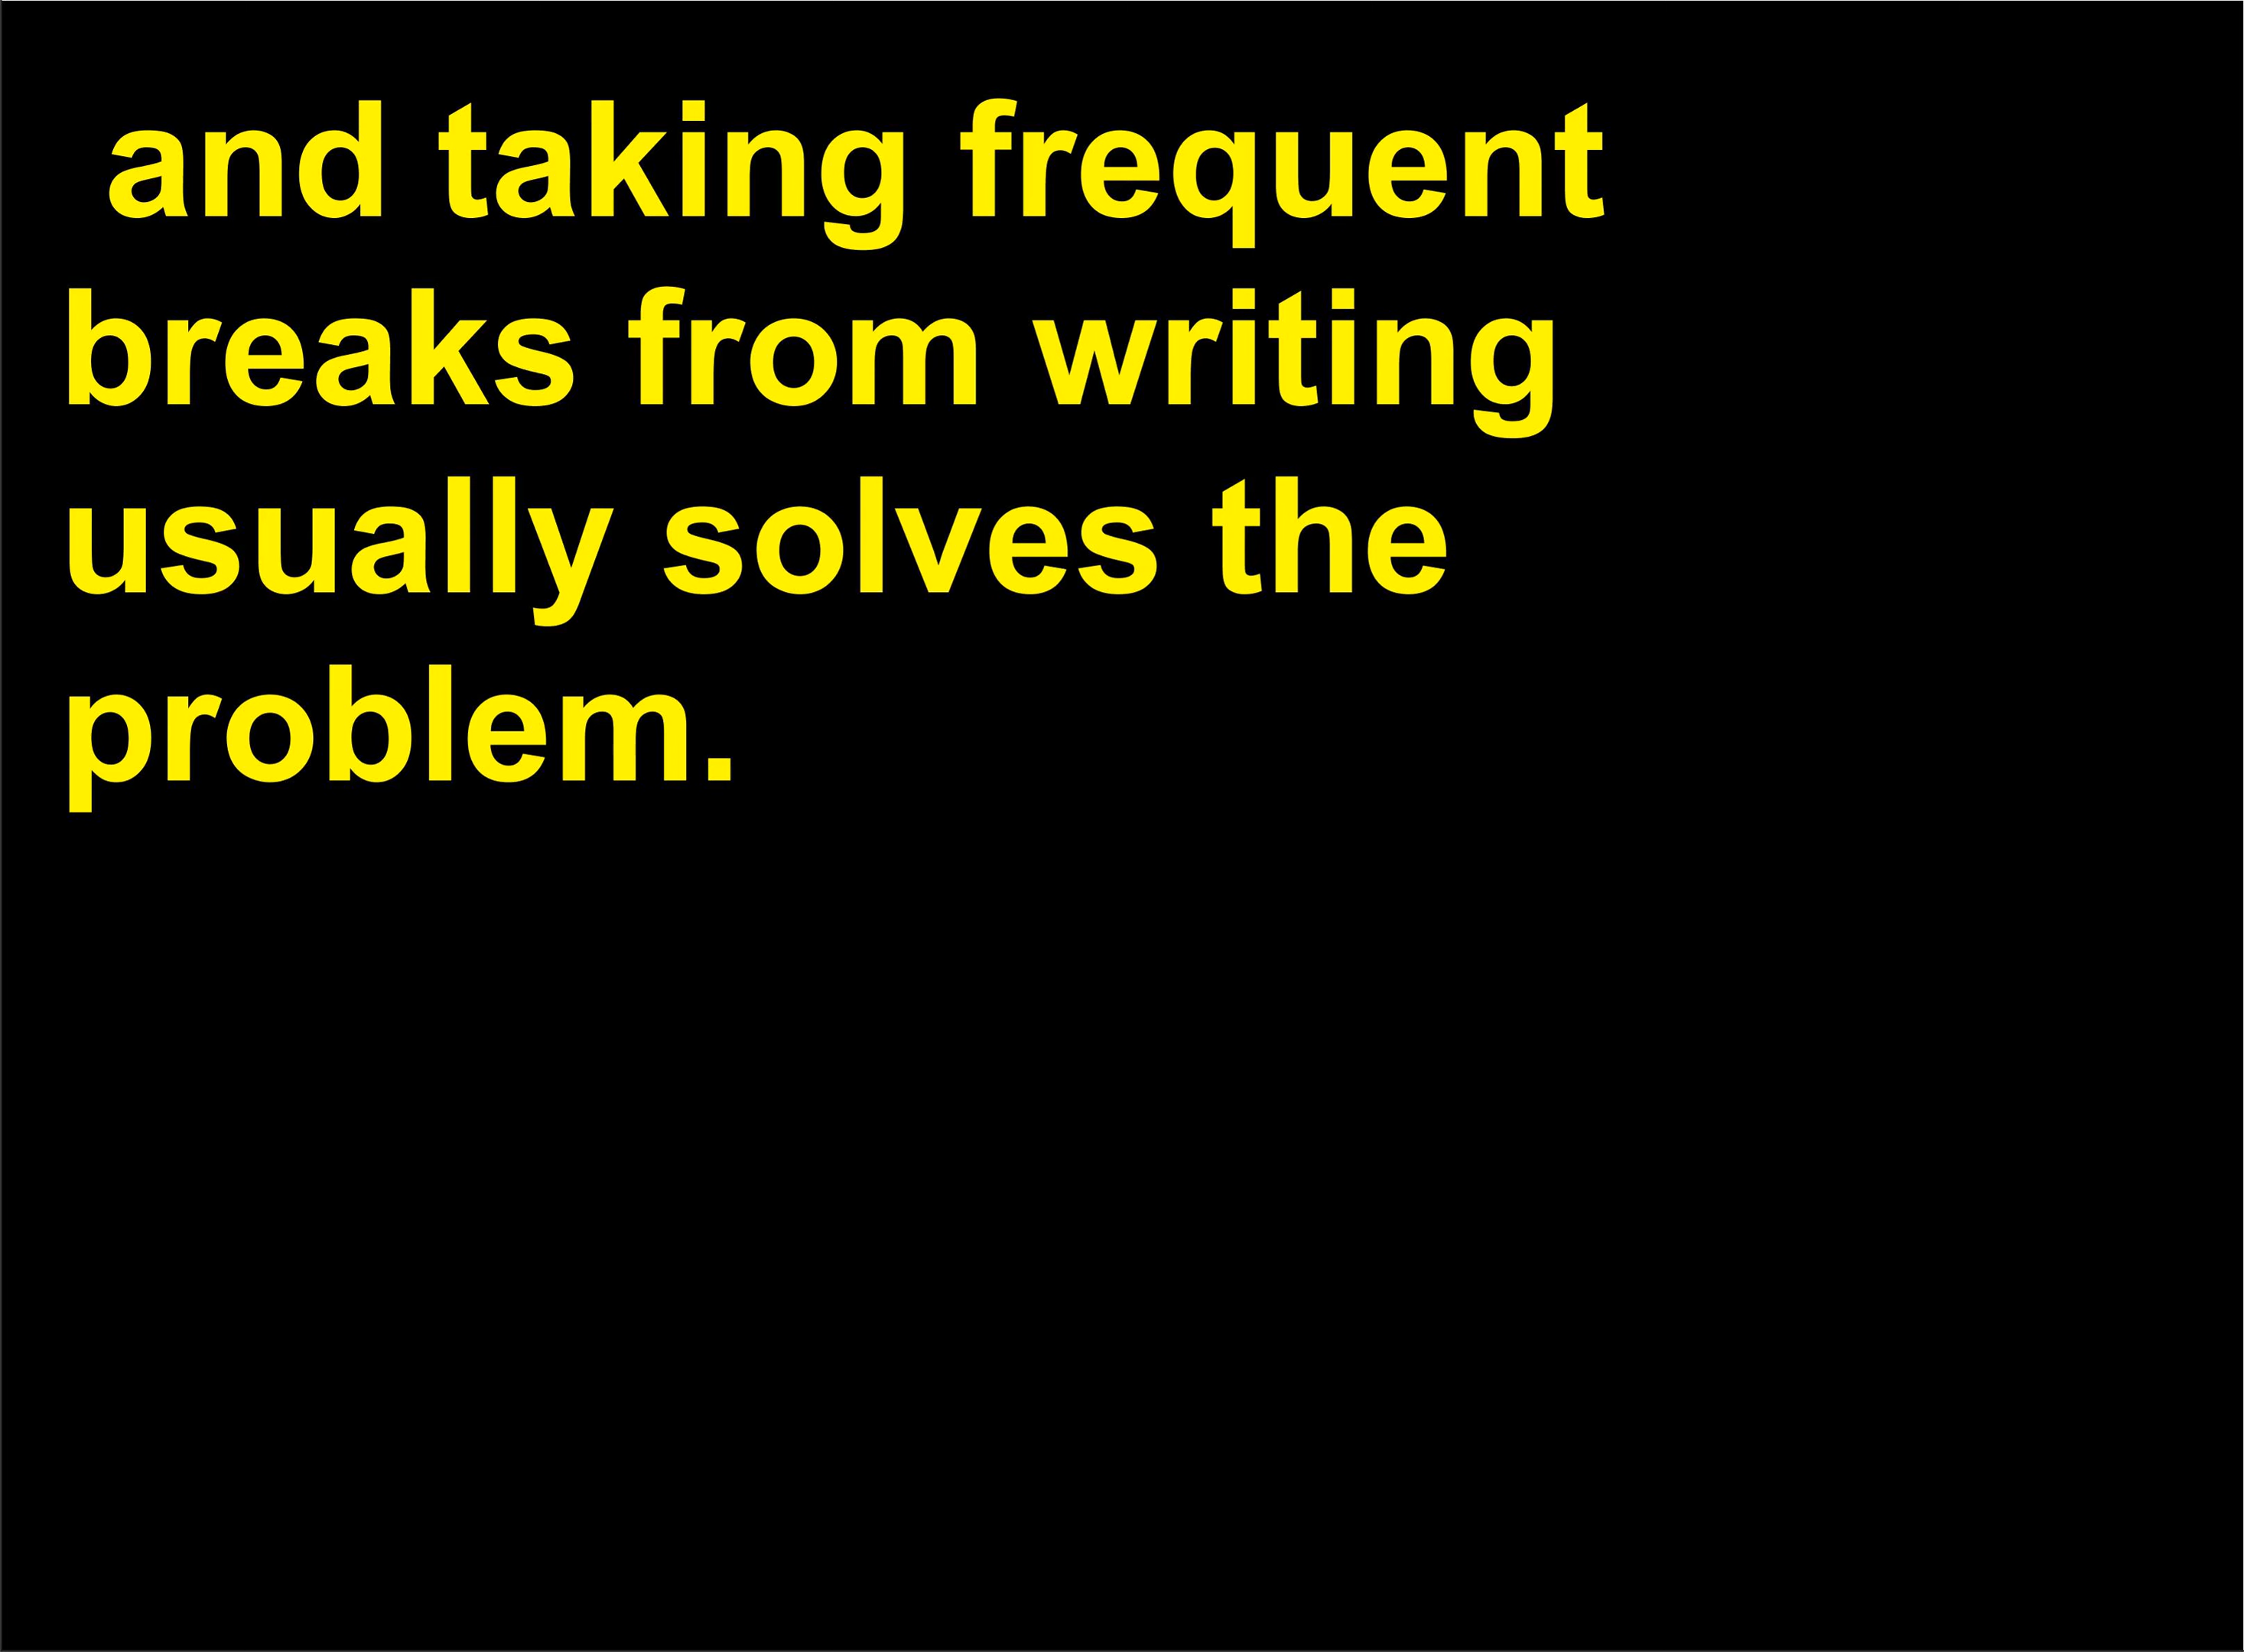 and taking frequent
breaks from writing
usually solves the
problem.